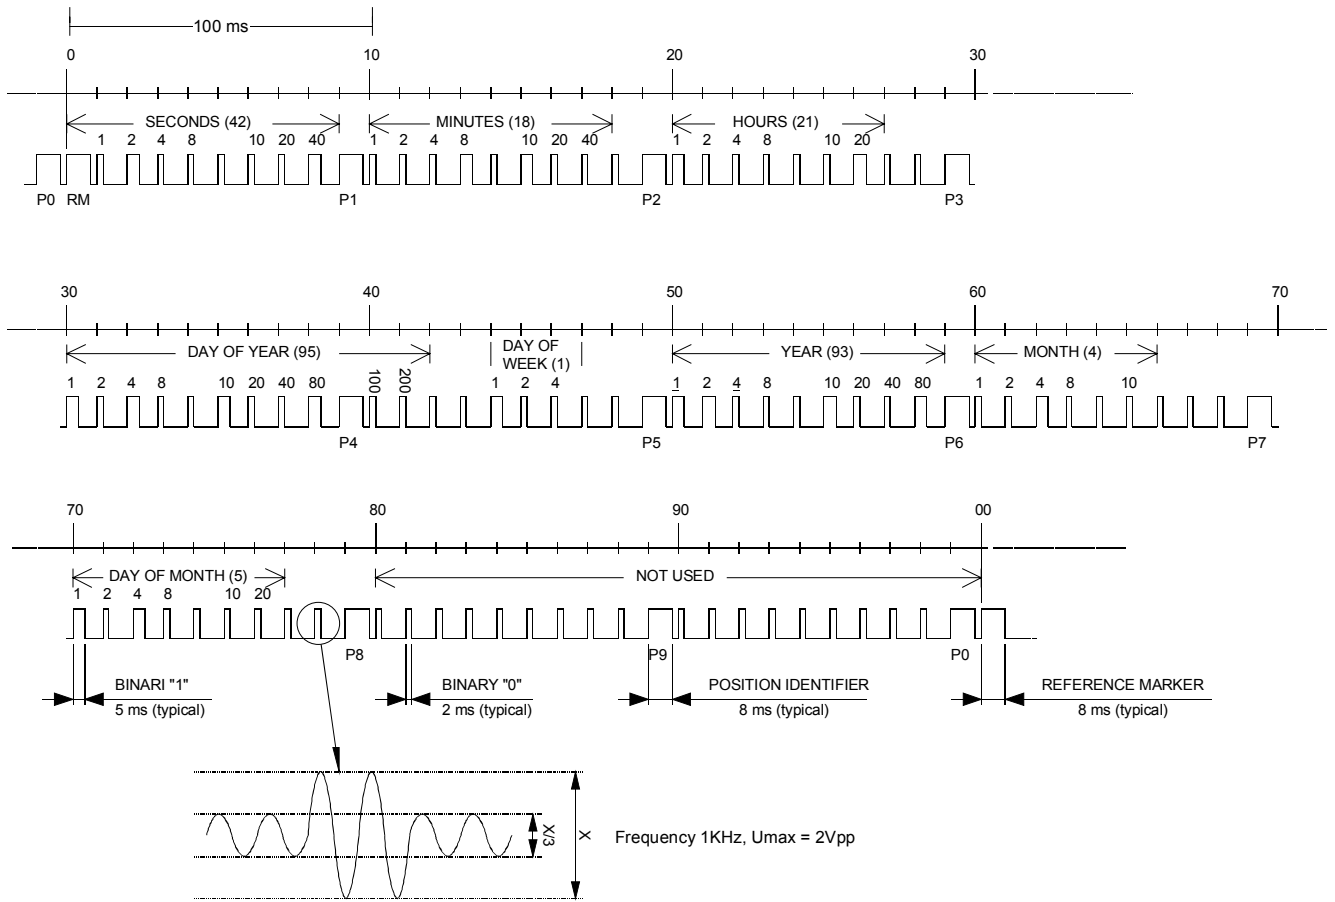 100 ms
0 10 20 30
SECONDS (42) MINUTES (18) HOURS (21)
1 2 4 8 10 20 40 1 2 4 8 10 20 40 1 2 4 8 10 20
P0 RM P1 P2 P3
30 40 50 60 70
DAY OF YEAR (95) DAY OF WEEK (1) YEAR (93) MONTH (4)
1 2 4 8 10 20 40 80 100 200 1 2 4 1 2 4 8 10 20 40 80 1 2 4 8 10
P4 P5 P6 P7
70 80 90 00
DAY OF MONTH (5) NOT USED
1 2 4 8 10 20
P8 P9 P0
BINARI "1" BINARY "0" POSITION IDENTIFIER REFERENCE MARKER
5 ms (typical) 2 ms (typical) 8 ms (typical) 8 ms (typical)
X/3 X Frequency 1KHz, Umax = 2Vpp